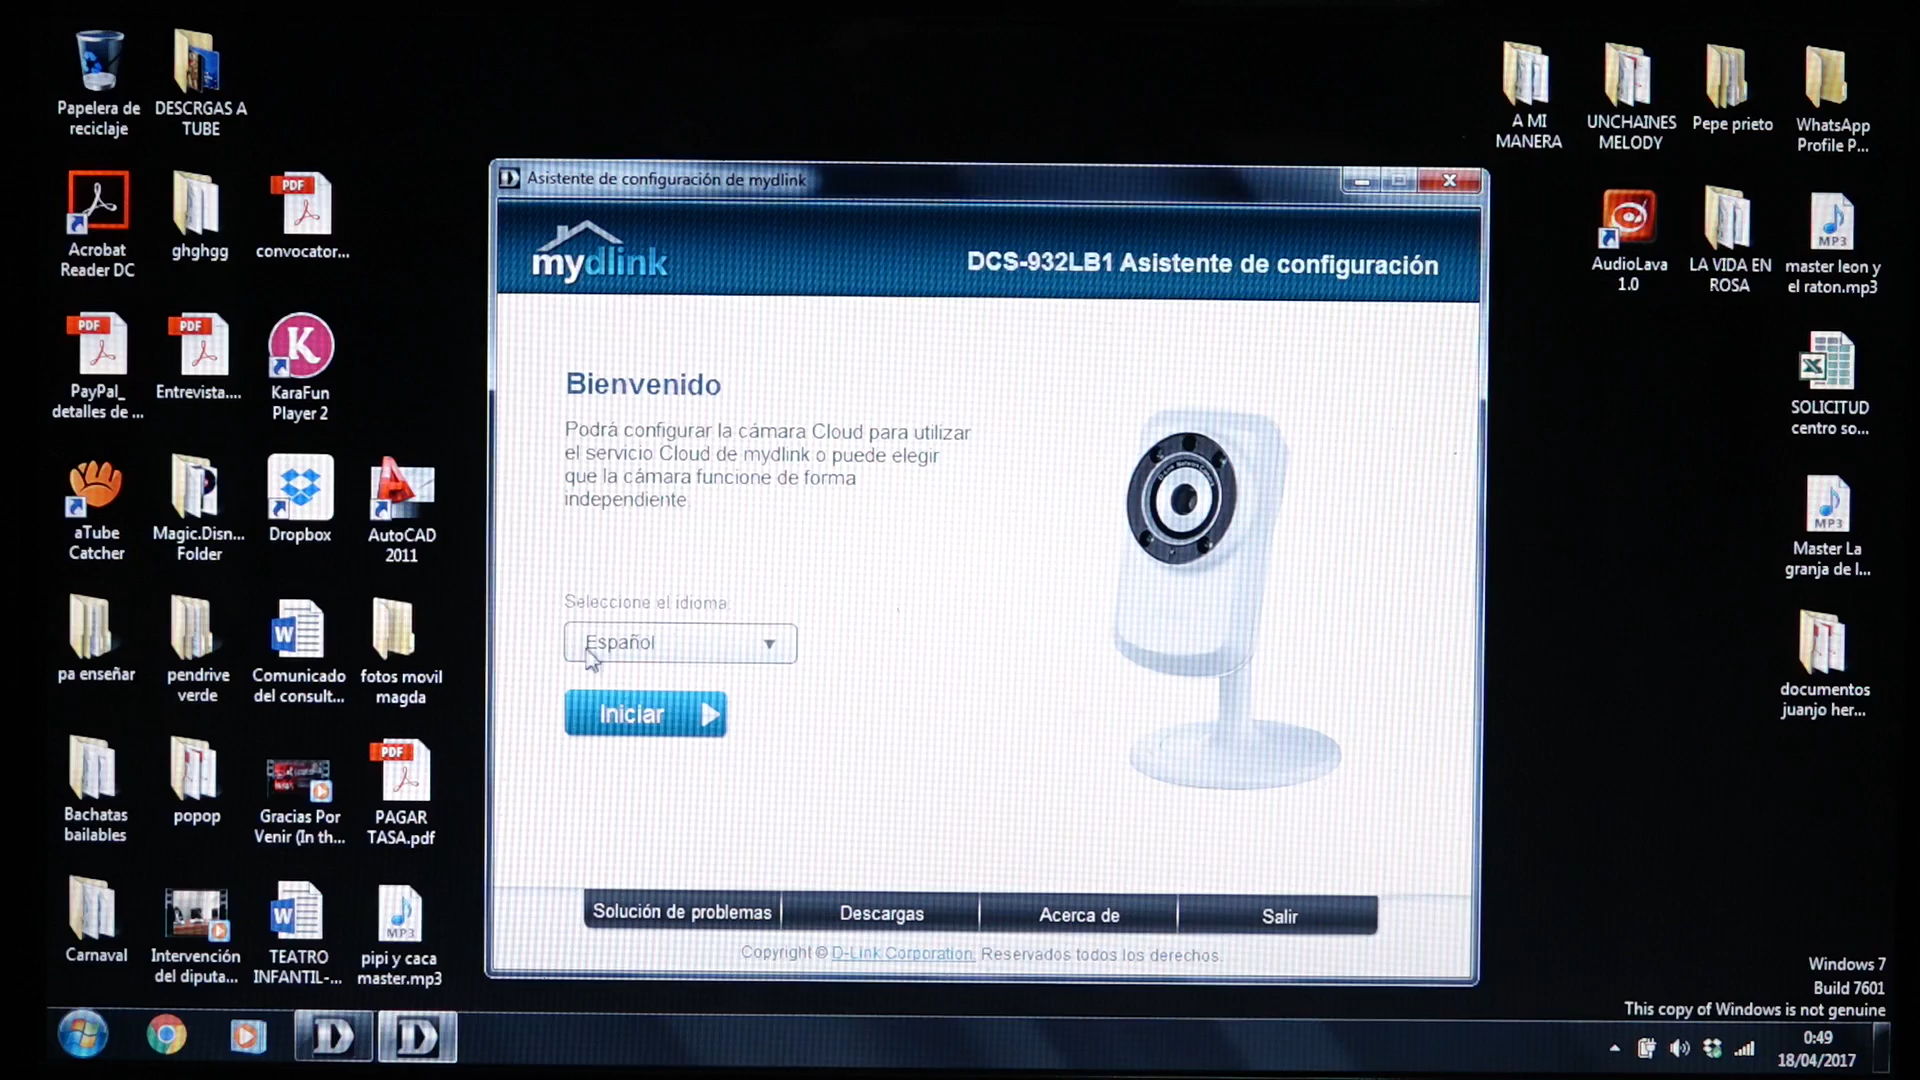 Papelera de
reciclaje
DESCRGAS A
TUBE
Acrobat
Reader DC
ghghgg
PDF
convocator...
PDF
PayPal_
detalles de ...
PDF
Entrevista....
K
KaraFun
Player 2
aTube
Catcher
Magic.Disn...
Folder
Dropbox
AutoCAD
2011
pa enseñar
pendrive
verde
W
Comunicado
del consult...
fotos movil
magda
Bachatas
bailables
popop
Gracias Por
Venir (In th...
PDF
PAGAR
TASA.pdf
Carnaval
Intervención
del diputa...
W
TEATRO
INFANTIL-...
MP3
pipi y caca
master.mp3
D Asistente de configuración de mydlink
mydlink
DCS-932LB1 Asistente de configuración
Bienvenido
Podrá configurar la cámara Cloud para utilizar
el servicio Cloud de mydlink o puede elegir
que la cámara funcione de forma
independiente.
Seleccione el idioma.
Español
Iniciar
Solución de problemas
Descargas
Acerca de
Salir
Copyright © D-Link Corporation. Reservados todos los derechos.
A MI
MANERA
UNCHAINES
MELODY
Pepe prieto
WhatsApp
Profile P...
AudioLava
1.0
LA VIDA EN
ROSA
MP3
master leon y
el raton.mp3
X
SOLICITUD
centro so...
MP3
Master La
granja de l...
documentos
juanjo her...
Windows 7
Build 7601
This copy of Windows is not genuine
D
D
0:49
18/04/2017